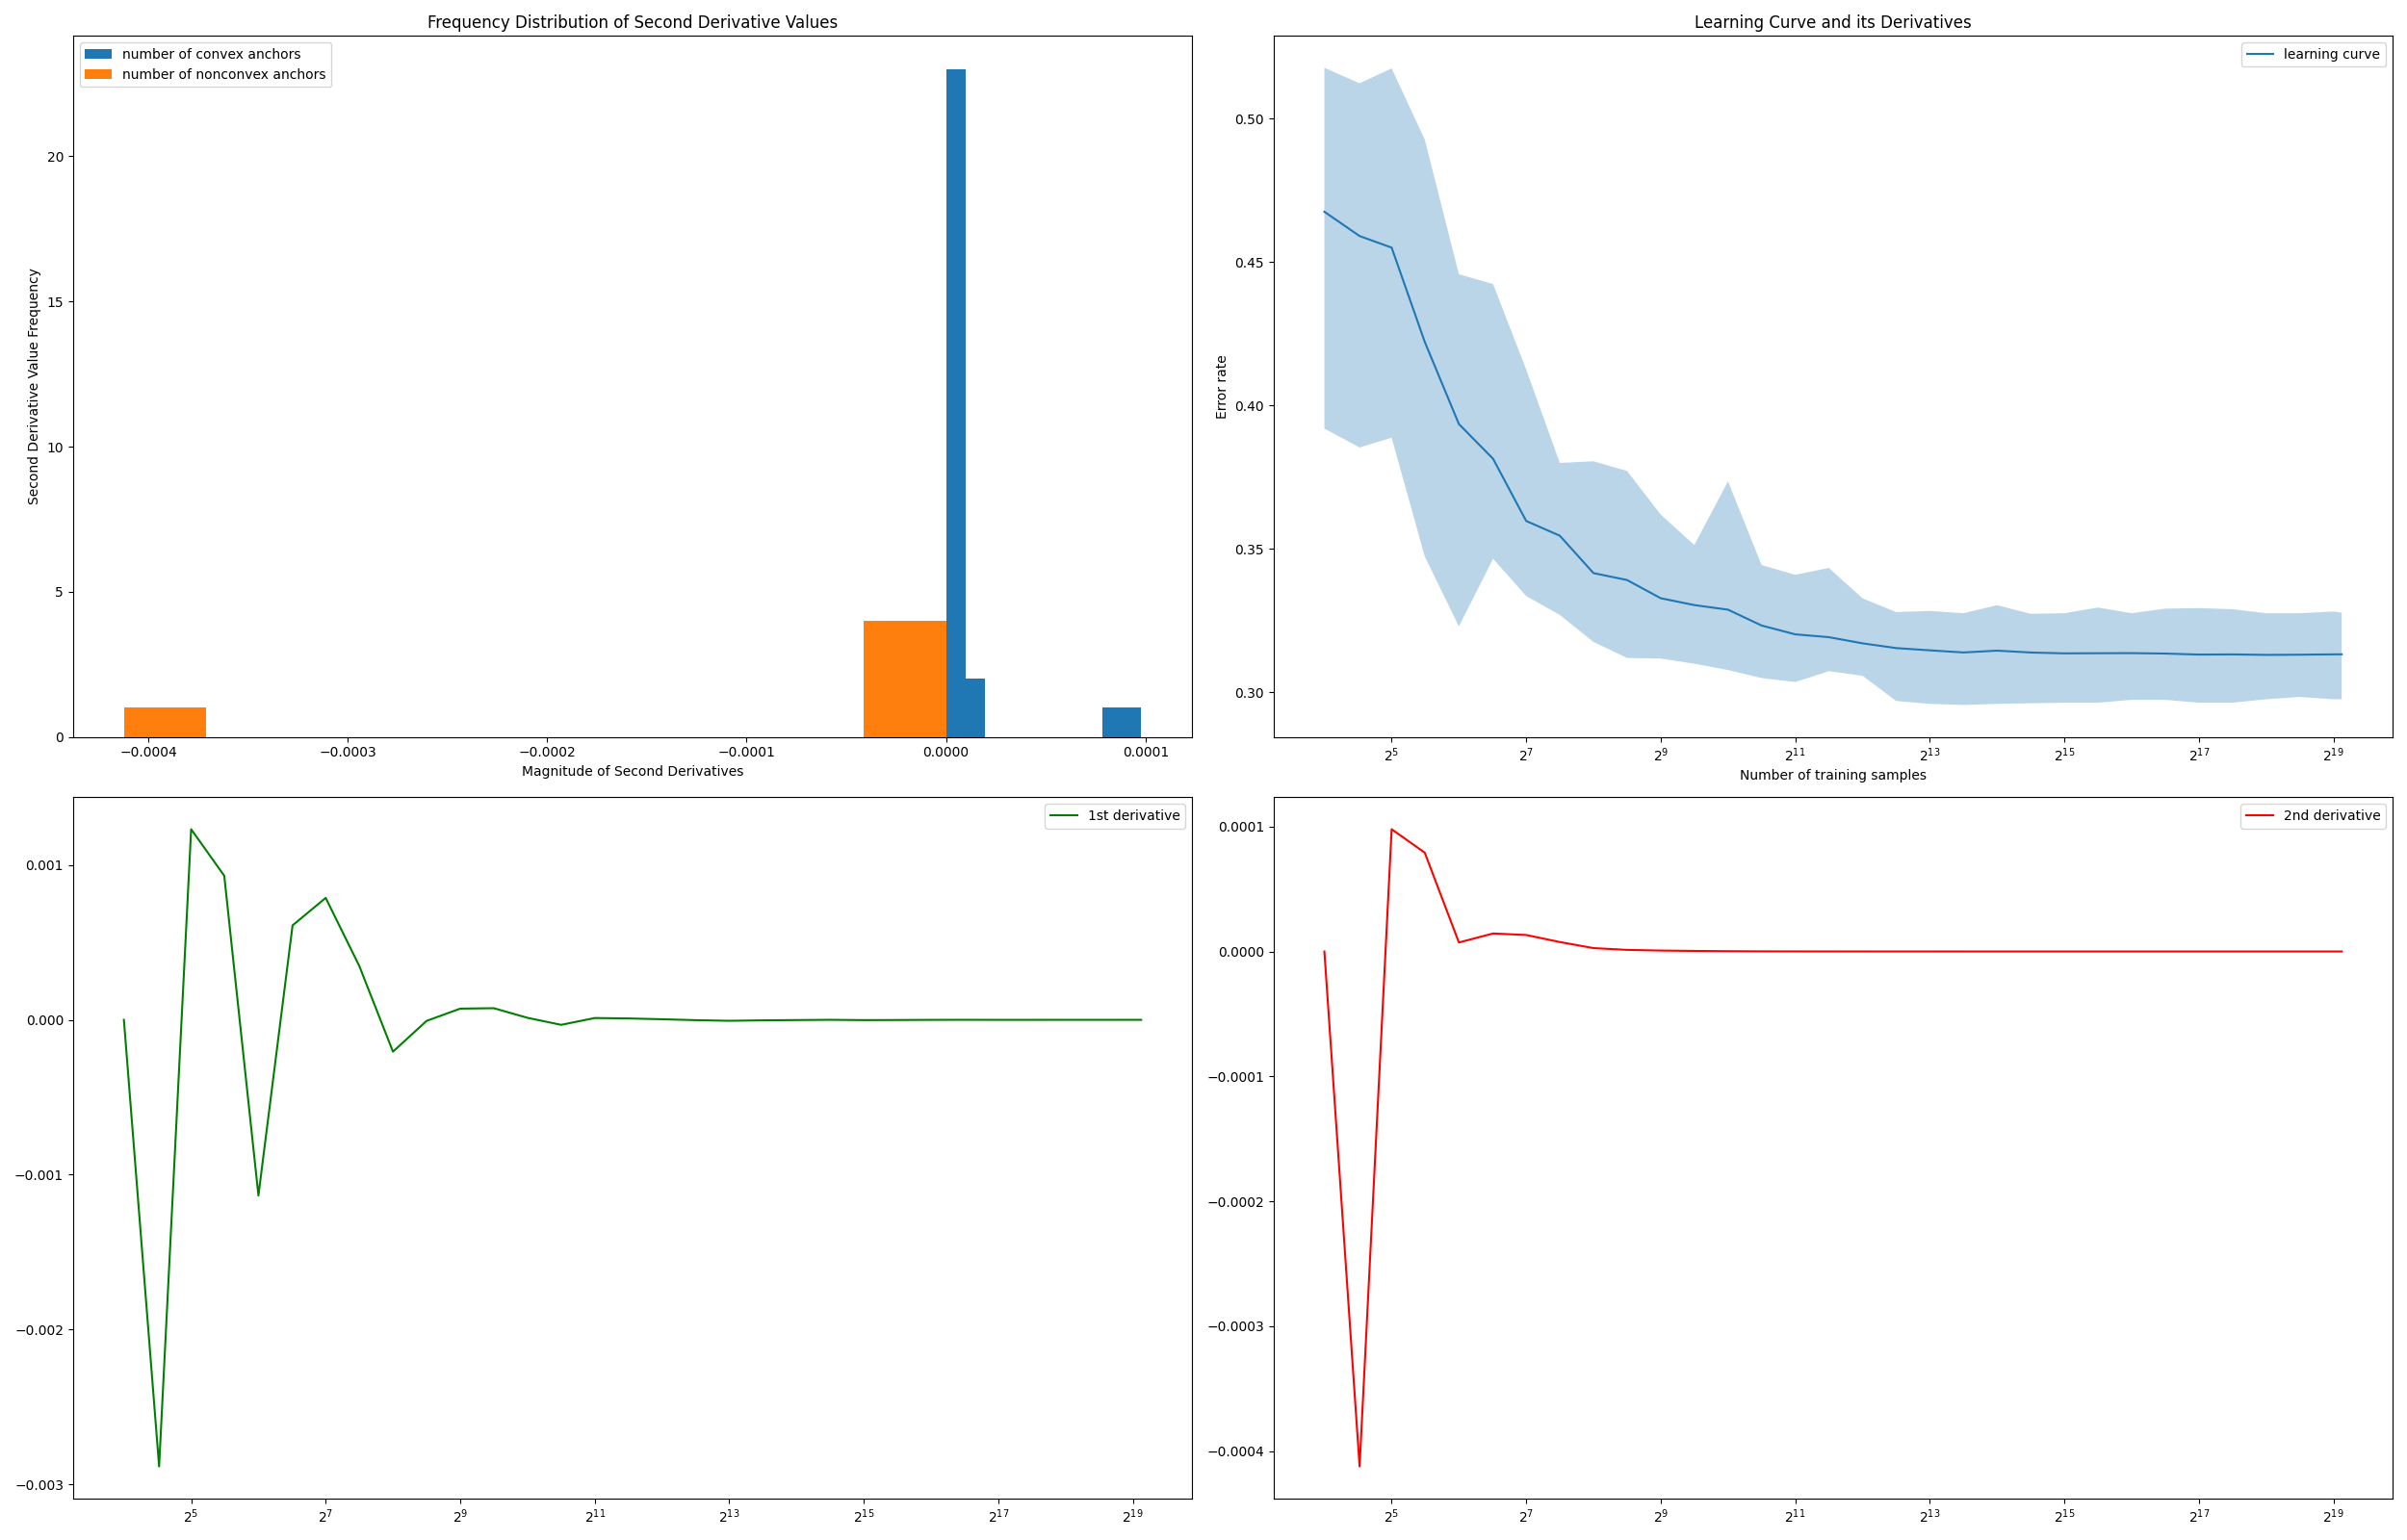 Frequency Distribution of Second Derivative Values
number of convex anchors
number of nonconvex anchors
Second Derivative Value Frequency
20
15
10
5
0
−0.0004 −0.0003 −0.0002 −0.0001 0.0000 0.0001
Magnitude of Second Derivatives
Learning Curve and its Derivatives
learning curve
Error rate
0.50
0.45
0.40
0.35
0.30
2^5 2^7 2^9 2^11 2^13 2^15 2^17 2^19
Number of training samples
1st derivative
0.001
0.000
−0.001
−0.002
−0.003
2^5 2^7 2^9 2^11 2^13 2^15 2^17 2^19
2nd derivative
0.0001
0.0000
−0.0001
−0.0002
−0.0003
−0.0004
2^5 2^7 2^9 2^11 2^13 2^15 2^17 2^19